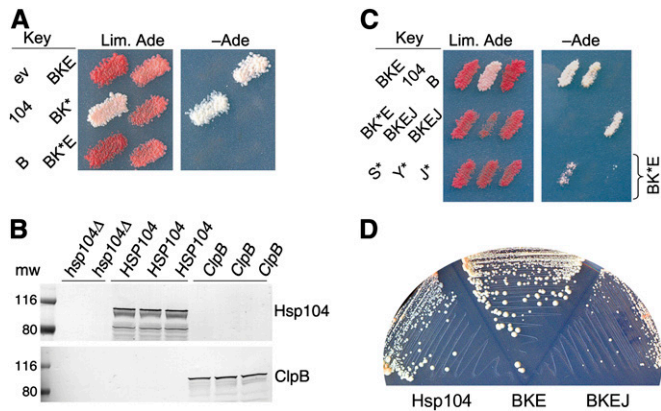 A
Key
Lim. Ade
–Ade
ev BKE
104 BK*
B BK*E
B
hsp104Δ hsp104Δ HSP104 HSP104 HSP104 ClpB ClpB ClpB
mw
116
80
Hsp104
116
80
ClpB
C
Key
Lim. Ade
–Ade
BKE 104 B
BK*E BKEJ BKEJ
S* Y* J*
BK*E
D
Hsp104 BKE BKEJ